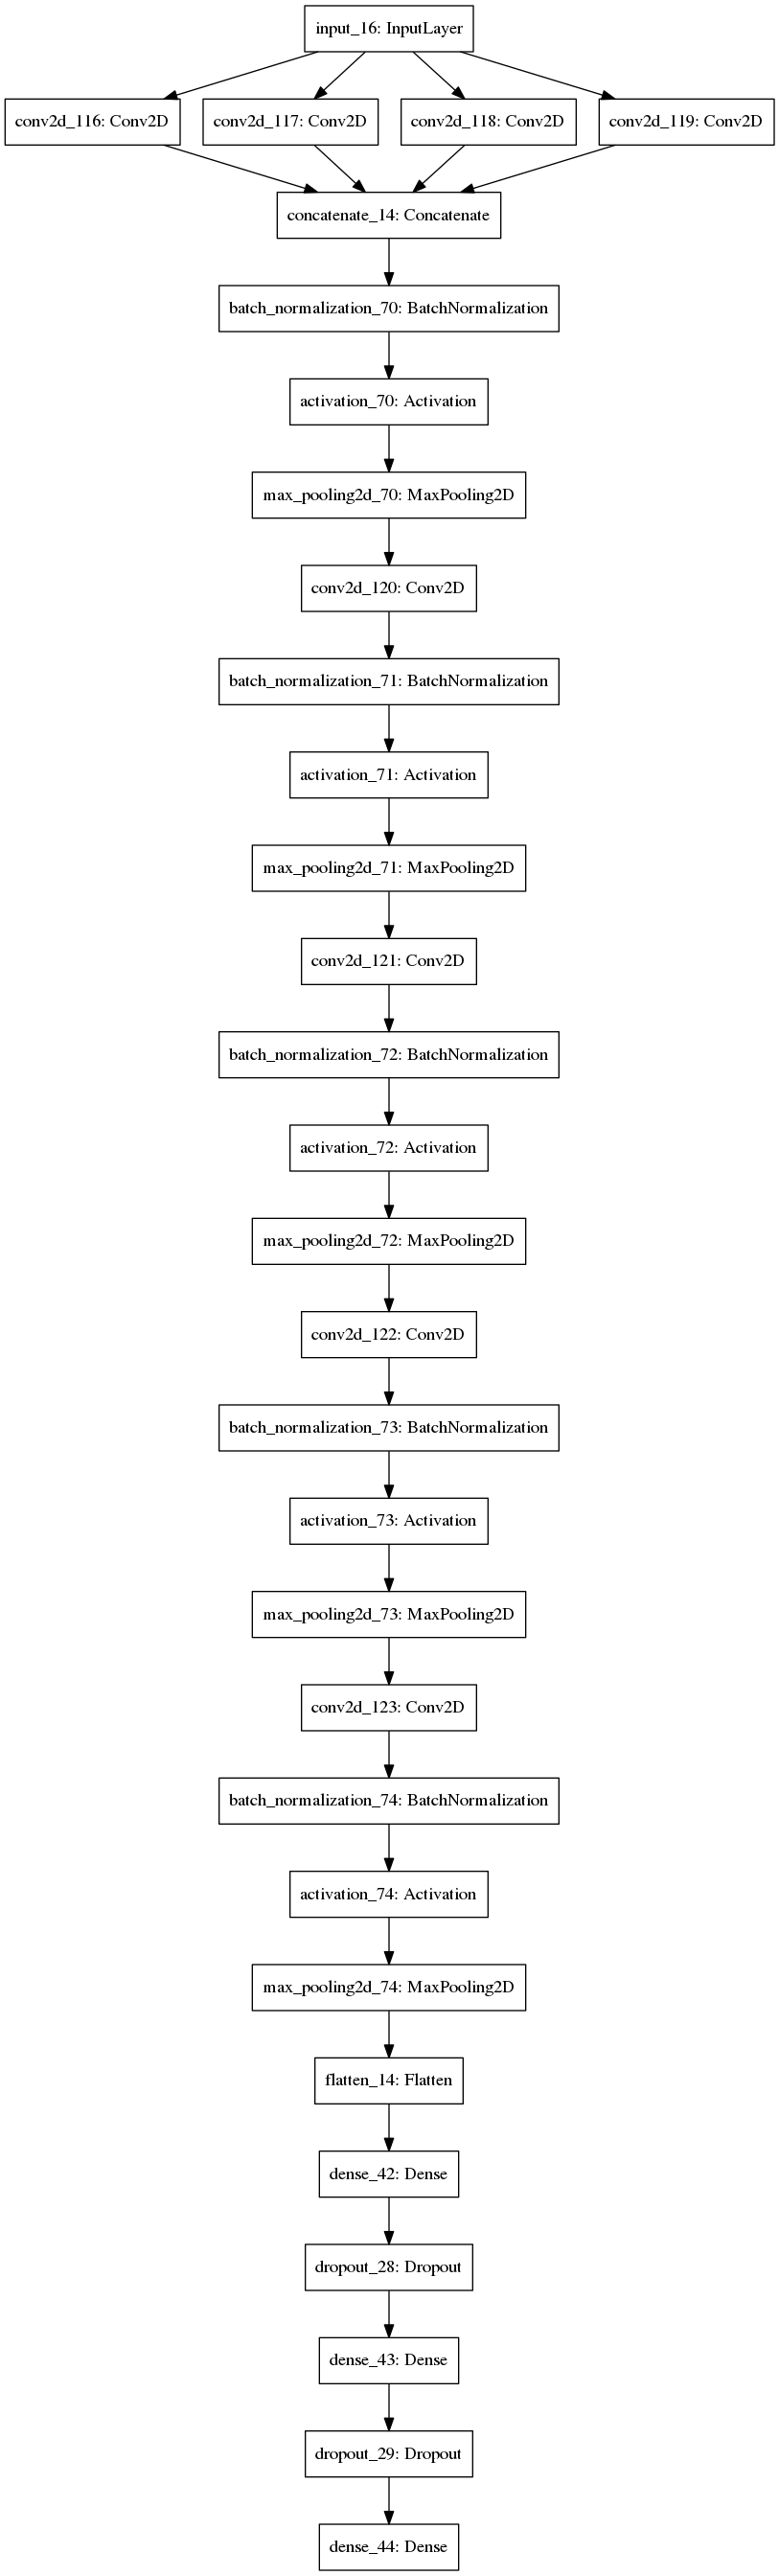 input_16: InputLayer
conv2d_116: Conv2D
conv2d_117: Conv2D
conv2d_118: Conv2D
conv2d_119: Conv2D
concatenate_14: Concatenate
batch_normalization_70: BatchNormalization
activation_70: Activation
max_pooling2d_70: MaxPooling2D
conv2d_120: Conv2D
batch_normalization_71: BatchNormalization
activation_71: Activation
max_pooling2d_71: MaxPooling2D
conv2d_121: Conv2D
batch_normalization_72: BatchNormalization
activation_72: Activation
max_pooling2d_72: MaxPooling2D
conv2d_122: Conv2D
batch_normalization_73: BatchNormalization
activation_73: Activation
max_pooling2d_73: MaxPooling2D
conv2d_123: Conv2D
batch_normalization_74: BatchNormalization
activation_74: Activation
max_pooling2d_74: MaxPooling2D
flatten_14: Flatten
dense_42: Dense
dropout_28: Dropout
dense_43: Dense
dropout_29: Dropout
dense_44: Dense